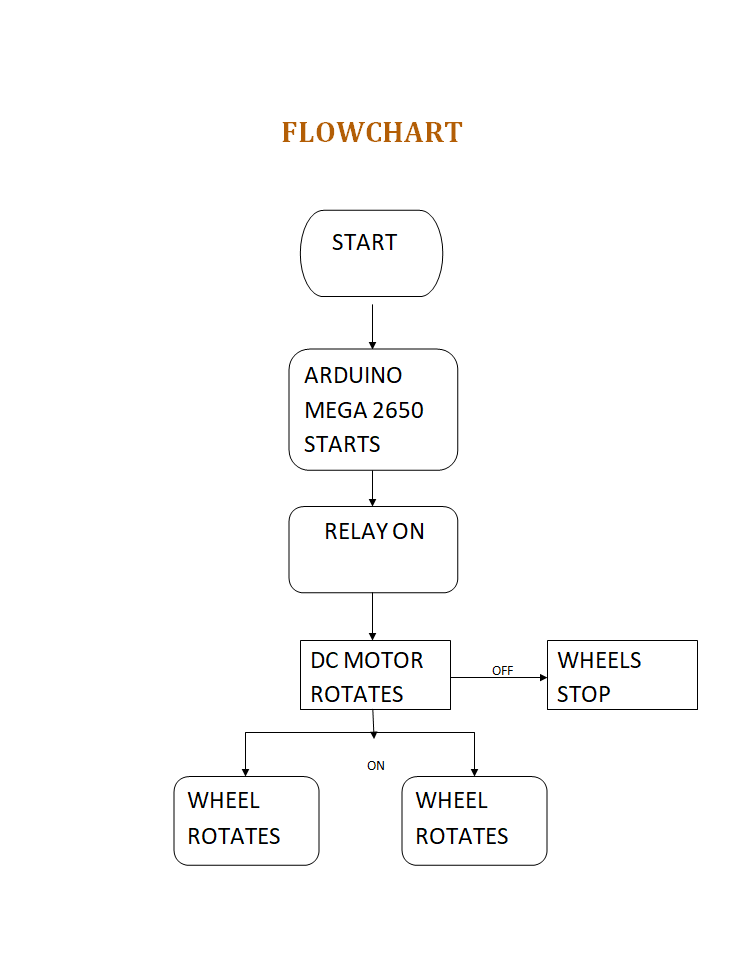 FLOWCHART
START
ARDUINO
MEGA 2650
STARTS
RELAY ON
DC MOTOR
ROTATES
OFF
WHEELS
STOP
ON
WHEEL
ROTATES
WHEEL
ROTATES